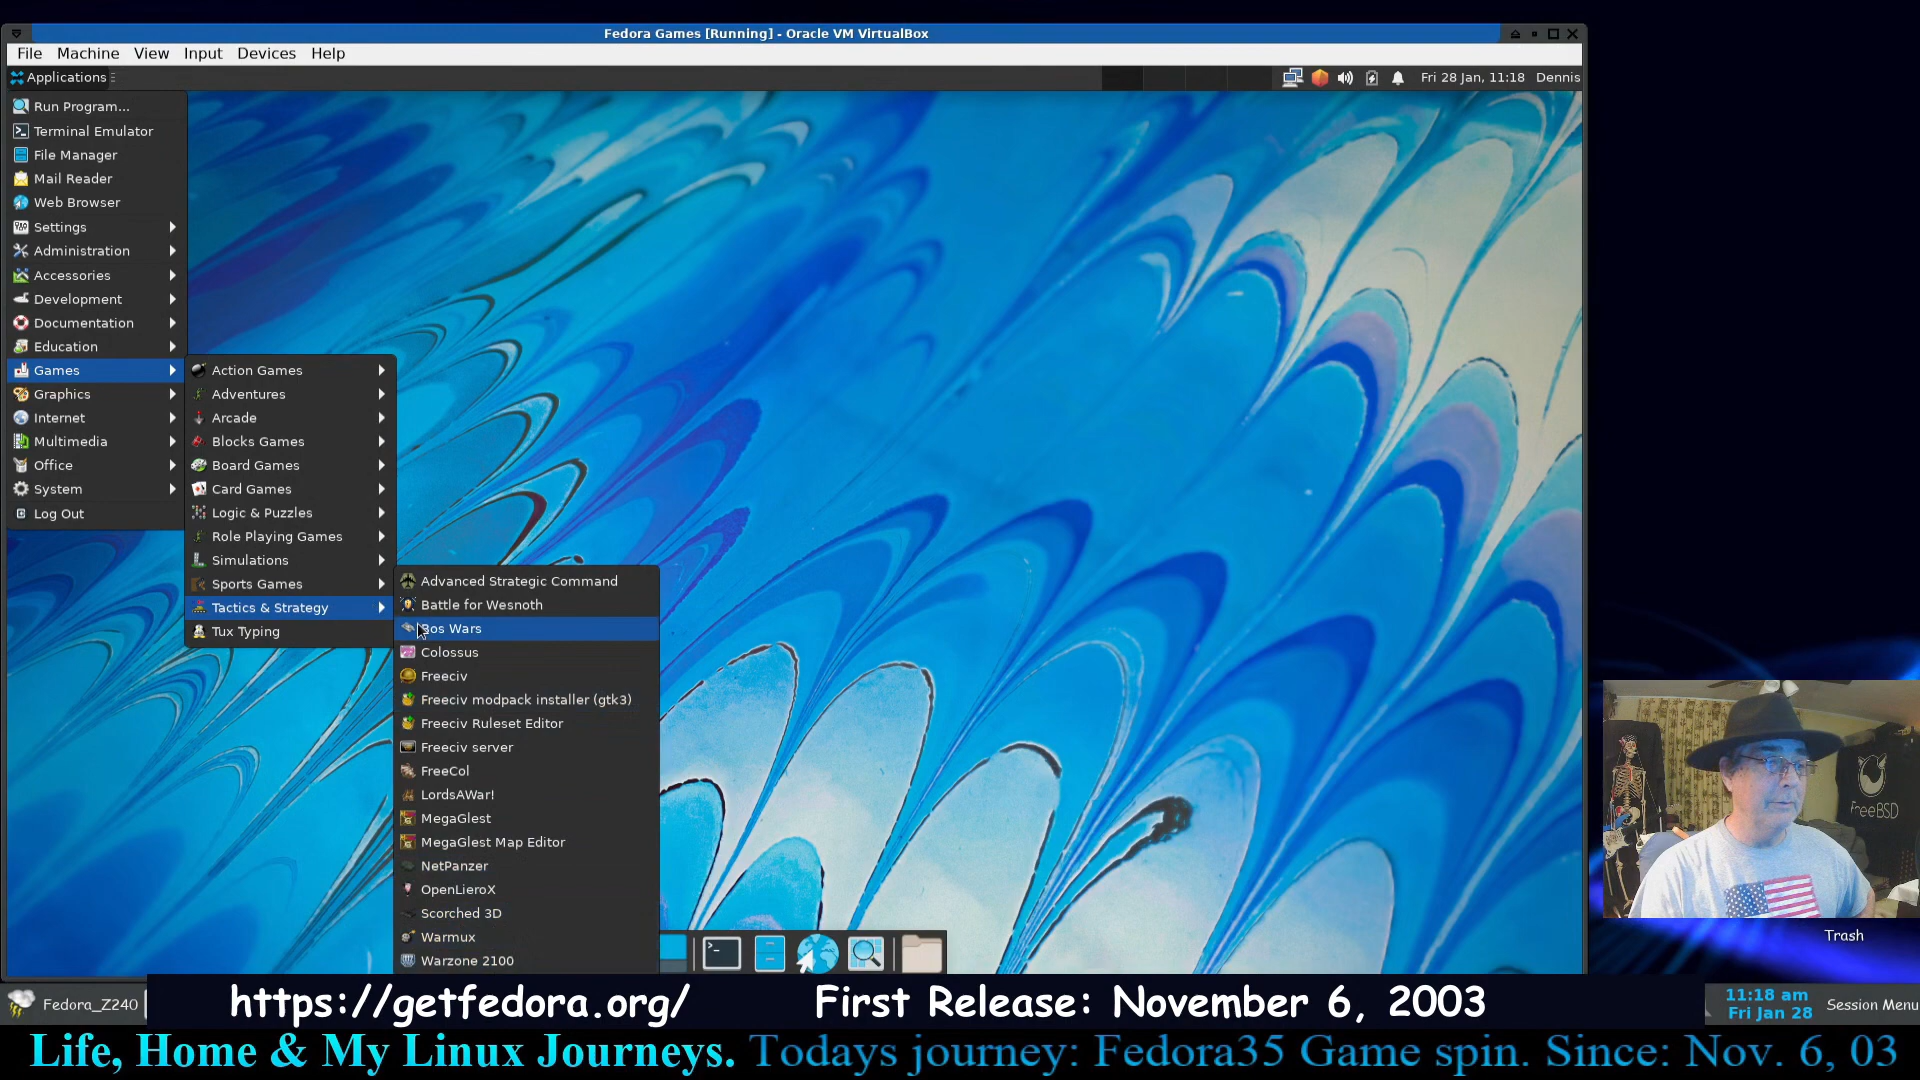 Fedora Games [Running] - Oracle VM VirtualBox
File Machine View Input Devices Help
Applications
Fri 28 Jan, 11:18 Dennis
Run Program...
Terminal Emulator
File Manager
Mail Reader
Web Browser
Settings
Administration
Accessories
Development
Documentation
Education
Games
Graphics
Internet
Multimedia
Office
System
Log Out
Action Games
Adventures
Arcade
Blocks Games
Board Games
Card Games
Logic & Puzzles
Role Playing Games
Simulations
Sports Games
Tactics & Strategy
Tux Typing
Advanced Strategic Command
Battle for Wesnoth
Bos Wars
Colossus
Freeciv
Freeciv modpack installer (gtk3)
Freeciv Ruleset Editor
Freeciv server
FreeCol
LordsAWar!
MegaGlest
MegaGlest Map Editor
NetPanzer
OpenLieroX
Scorched 3D
Warmux
Warzone 2100
FreeBSD
Trash
Fedora_Z240
https://getfedora.org/ First Release: November 6, 2003
11:18 am
Fri Jan 28
Session Menu
Life, Home & My Linux Journeys. Todays journey: Fedora35 Game spin. Since: Nov. 6, 03